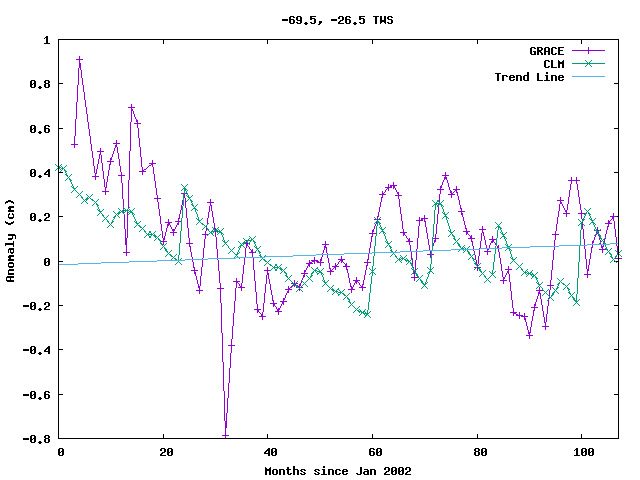 -69.5, -26.5 TWS
GRACE
CLM
Trend Line
1
0.8
0.6
0.4
0.2
0
-0.2
-0.4
-0.6
-0.8
Anomaly (cm)
0 20 40 60 80 100
Months since Jan 2002